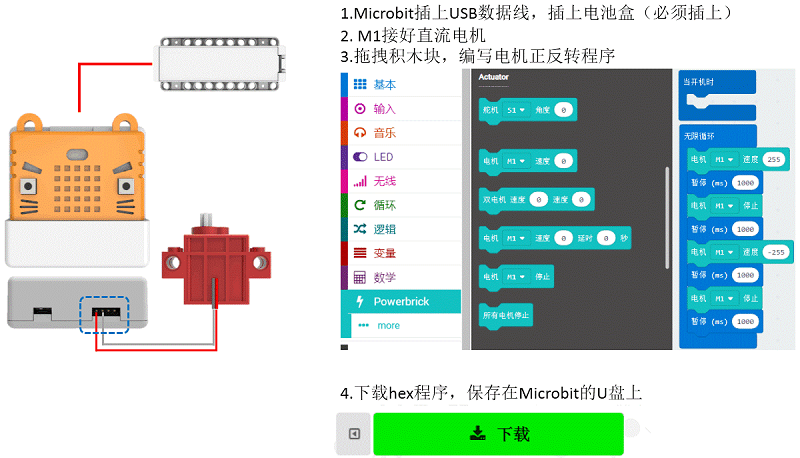 1.Microbit插上USB数据线，插上电池盒（必须插上）
2. M1接好直流电机
3.拖拽积木块，编写电机正反转程序
基本
输入
音乐
LED
无线
循环
逻辑
变量
数学
Powerbrick
more
Actuator
舵机 S1 角度 0
电机 M1 速度 0
双电机 速度 0 速度 0
电机 M1 速度 0 延时 0 秒
电机 M1 停止
所有电机停止
当开机时
无限循环
电机 M1 速度 255
暂停 (ms) 1000
电机 M1 停止
暂停 (ms) 1000
电机 M1 速度 -255
暂停 (ms) 1000
电机 M1 停止
暂停 (ms) 1000
4.下载hex程序，保存在Microbit的U盘上
下载